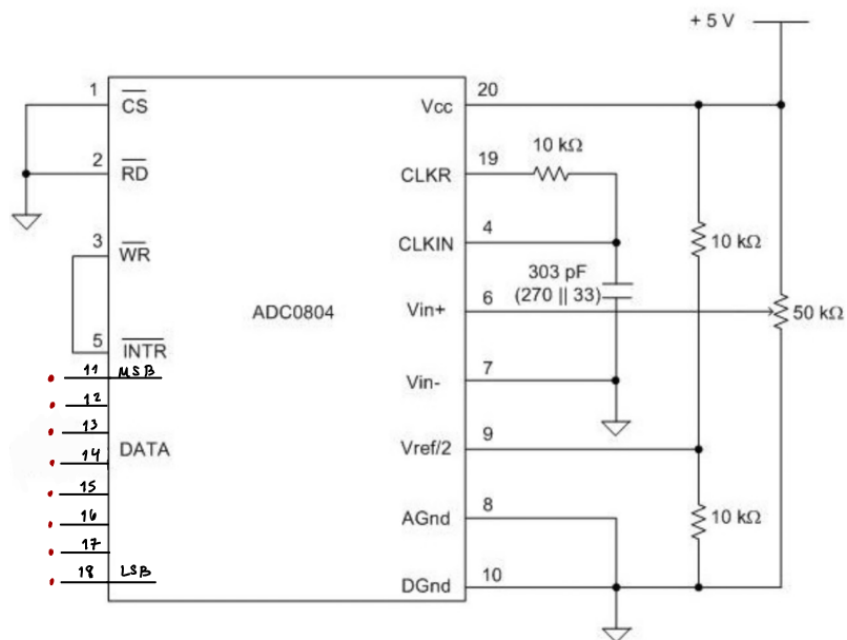 + 5 V
1 CS
2 RD
3 WR
5 INTR
11 MSB
12
13
14
DATA
15
16
17
18 LSB
ADC0804
Vcc 20
CLKR 19
10 kΩ
CLKIN 4
10 kΩ
303 pF
(270 || 33)
Vin+ 6
50 kΩ
Vin- 7
Vref/2 9
AGnd 8
10 kΩ
DGnd 10